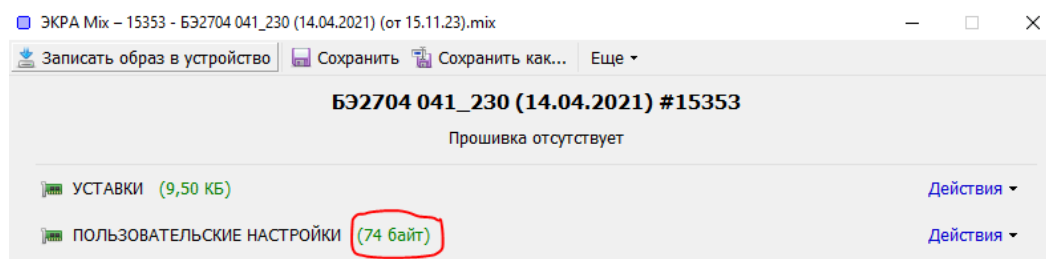 ЭКРА Mix – 15353 - БЭ2704 041_230 (14.04.2021) (от 15.11.23).mix
Записать образ в устройство Сохранить Сохранить как... Еще
БЭ2704 041_230 (14.04.2021) #15353
Прошивка отсутствует
УСТАВКИ (9,50 КБ) Действия
ПОЛЬЗОВАТЕЛЬСКИЕ НАСТРОЙКИ (74 байт) Действия